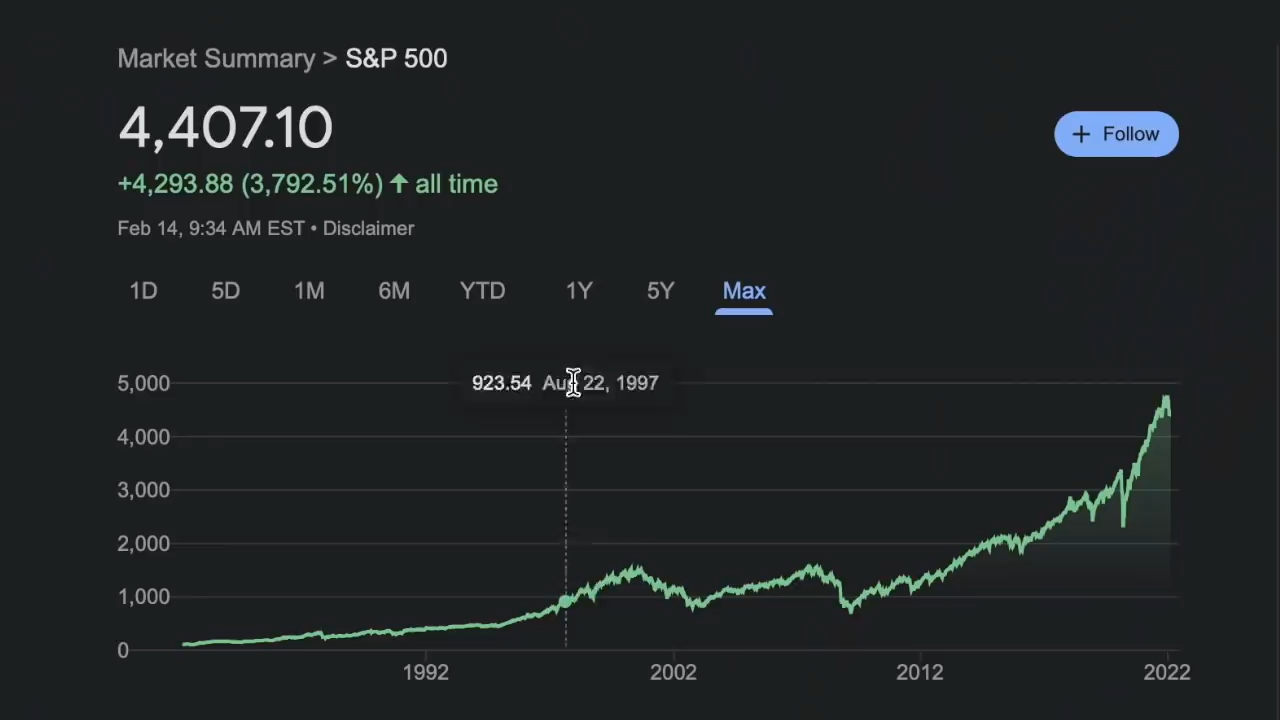 Market Summary > S&P 500
4,407.10
+ Follow
+4,293.88 (3,792.51%) ↑ all time
Feb 14, 9:34 AM EST • Disclaimer
1D 5D 1M 6M YTD 1Y 5Y Max
923.54 Aug 22, 1997
5,000
4,000
3,000
2,000
1,000
0
1992 2002 2012 2022